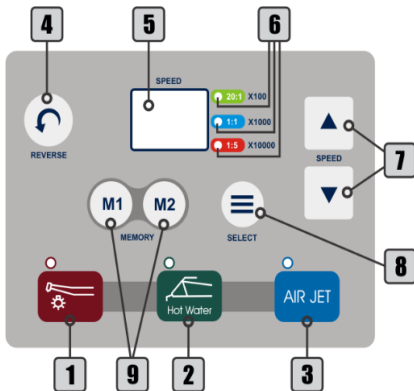 4 5 6
SPEED
20:1 X100
1:1 X1000
1:5 X10000
REVERSE
SPEED
7
M1 M2
MEMORY
SELECT
8
Hot Water
AIR JET
1 9 2 3